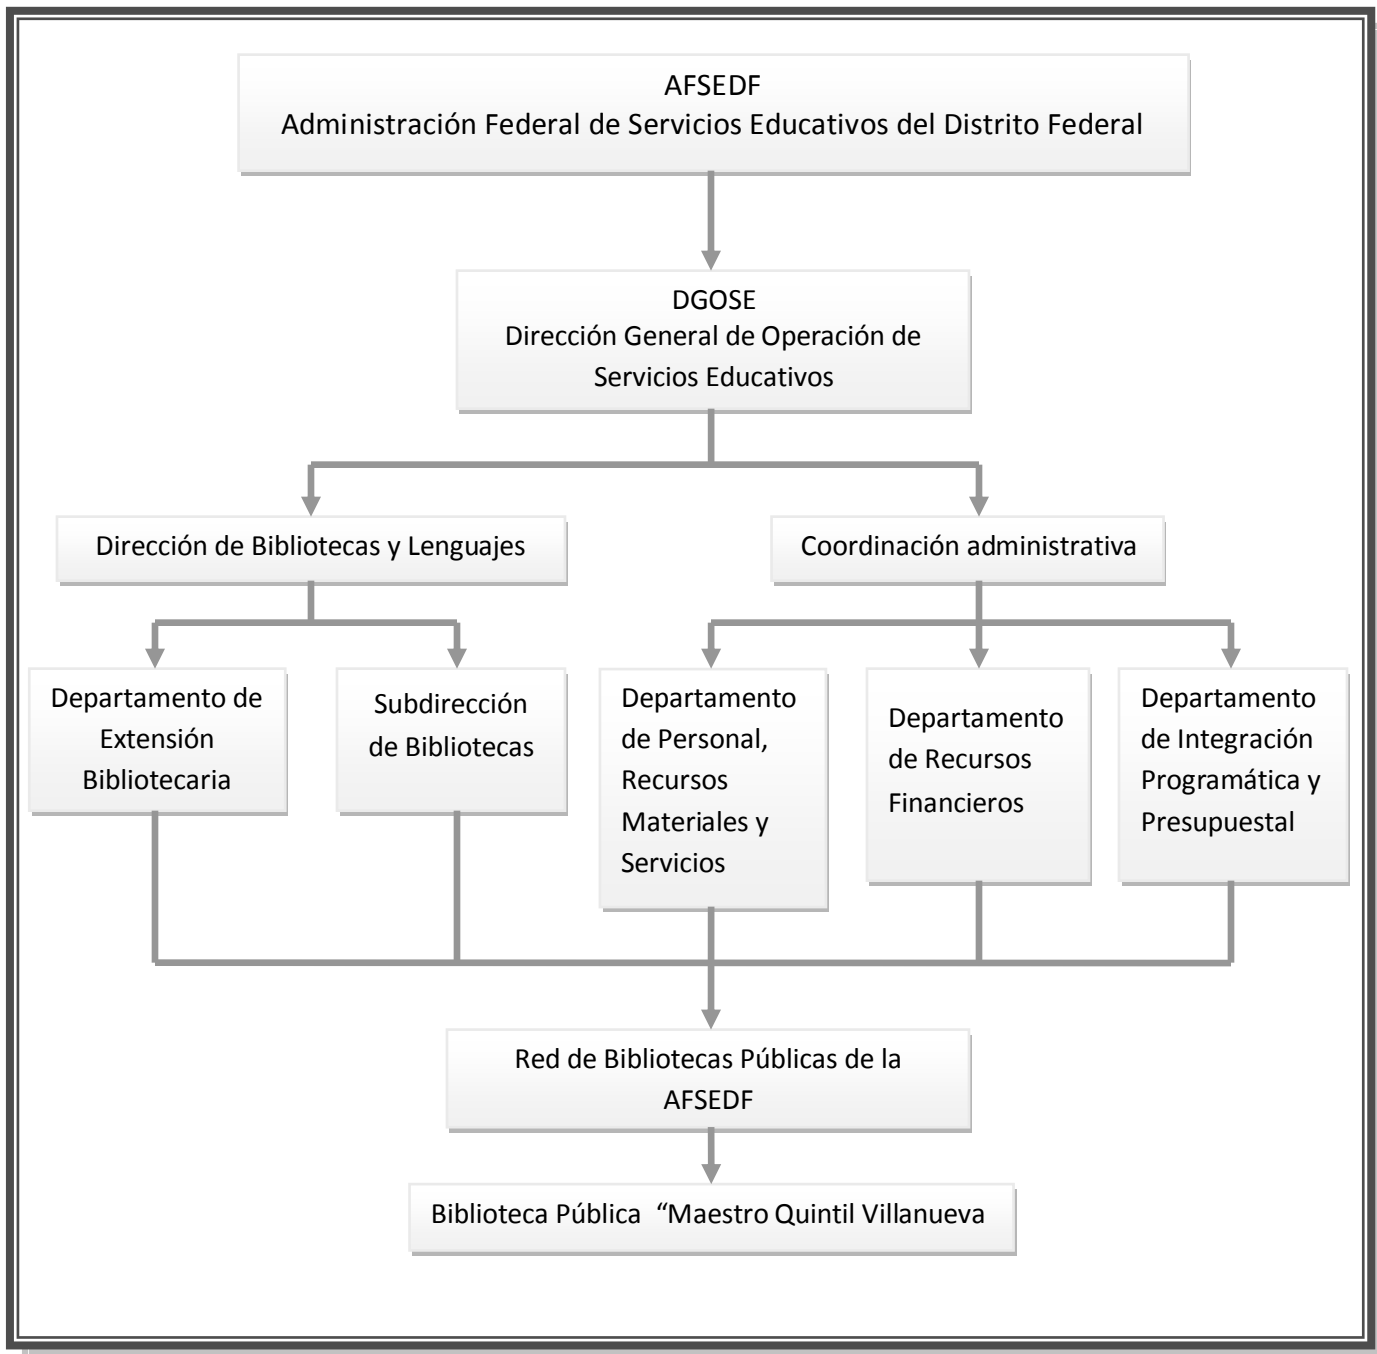 AFSEDF
Administración Federal de Servicios Educativos del Distrito Federal
DGOSE
Dirección General de Operación de
Servicios Educativos
Dirección de Bibliotecas y Lenguajes
Coordinación administrativa
Departamento de
Extensión
Bibliotecaria
Subdirección
de Bibliotecas
Departamento
de Personal,
Recursos
Materiales y
Servicios
Departamento
de Recursos
Financieros
Departamento
de Integración
Programática y
Presupuestal
Red de Bibliotecas Públicas de la
AFSEDF
Biblioteca Pública  “Maestro Quintil Villanueva